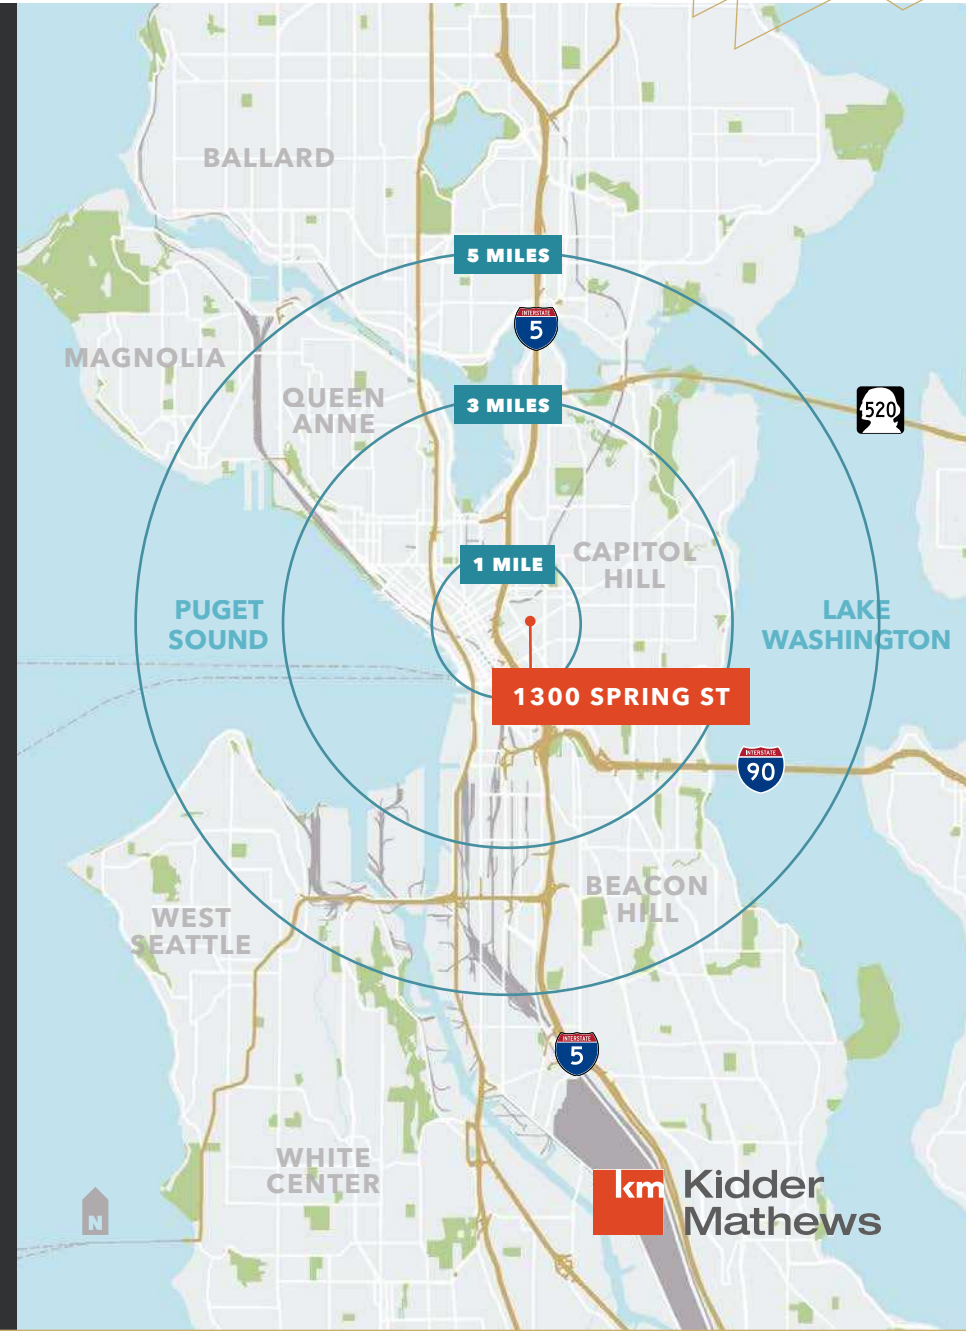 BALLARD
5 MILES
INTERSTATE
5
MAGNOLIA
QUEEN
ANNE
3 MILES
520
1 MILE
CAPITOL
HILL
PUGET
SOUND
LAKE
WASHINGTON
1300 SPRING ST
INTERSTATE
90
BEACON
HILL
WEST
SEATTLE
INTERSTATE
5
WHITE
CENTER
N
km
Kidder
Mathews